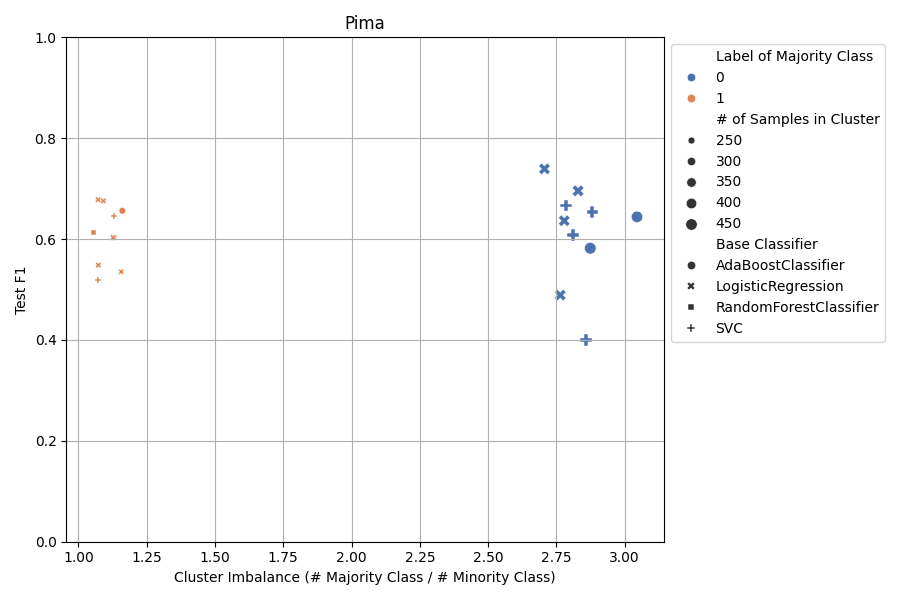 Pima
1.0
0.8
0.6
0.4
0.2
0.0
Test F1
1.00
1.25
1.50
1.75
2.00
2.25
2.50
2.75
3.00
Cluster Imbalance (# Majority Class / # Minority Class)
Label of Majority Class
0
1
# of Samples in Cluster
250
300
350
400
450
Base Classifier
AdaBoostClassifier
LogisticRegression
RandomForestClassifier
SVC